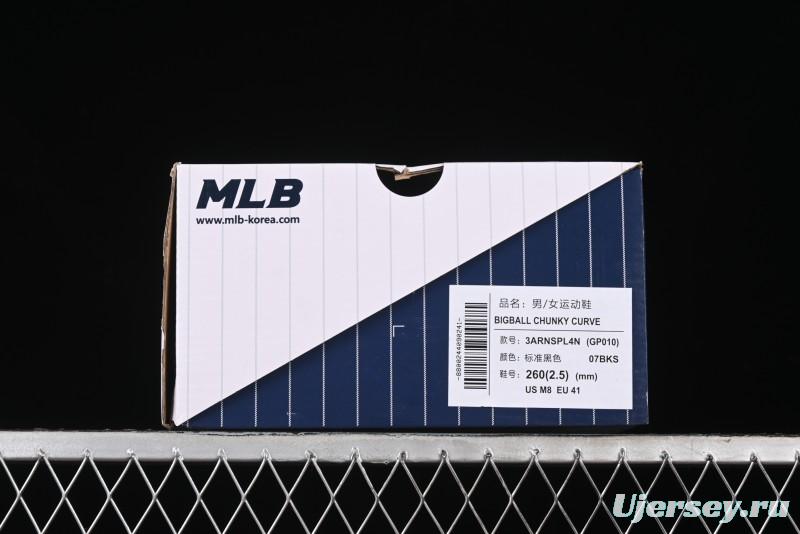 MLB
www.mlb-korea.com
品名: 男/女运动鞋
BIGBALL CHUNKY CURVE
款号: 3ARNSPL4N (GP010)
颜色: 标准黑色 07BKS
鞋号: 260(2.5) (mm)
US M8 EU 41
-8800244090241-
Ujersey.ru